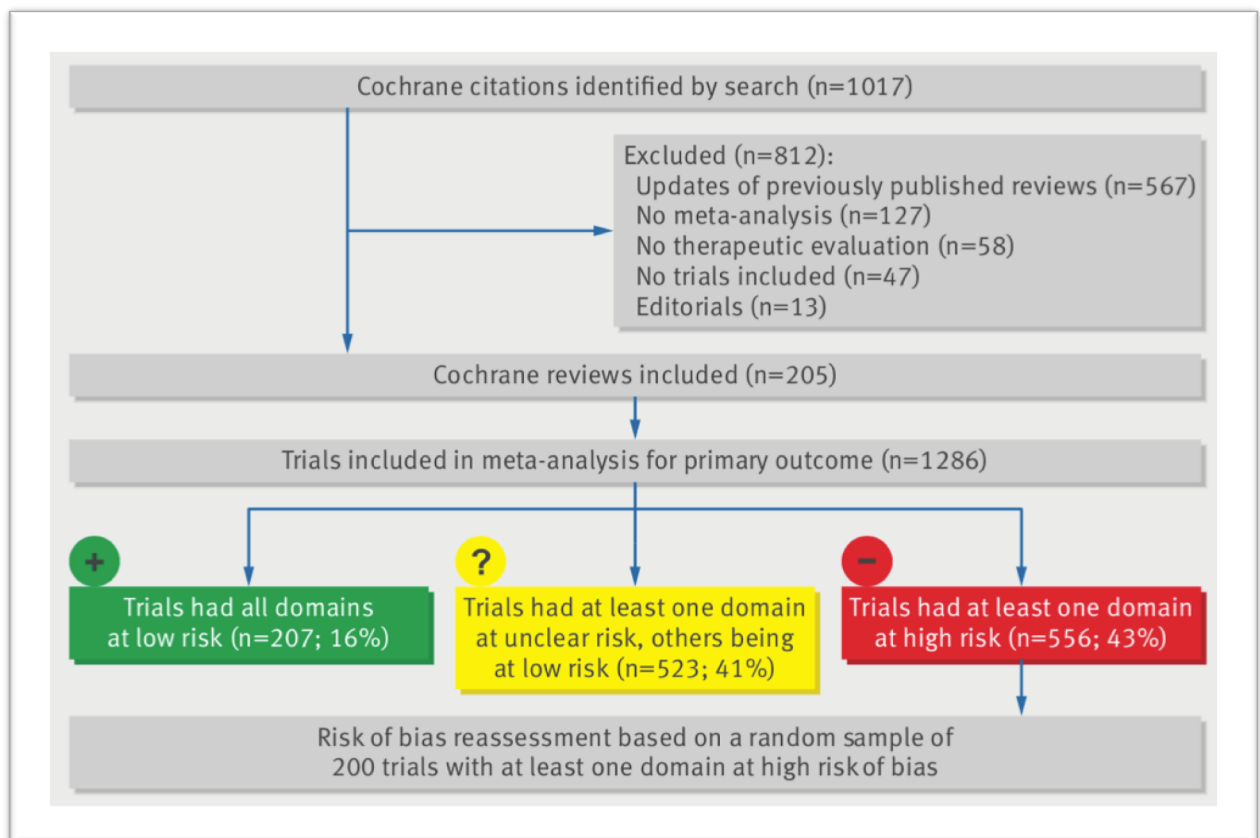 Cochrane citations identified by search (n=1017)
Excluded (n=812):
Updates of previously published reviews (n=567)
No meta-analysis (n=127)
No therapeutic evaluation (n=58)
No trials included (n=47)
Editorials (n=13)
Cochrane reviews included (n=205)
Trials included in meta-analysis for primary outcome (n=1286)
+
Trials had all domains
at low risk (n=207; 16%)
?
Trials had at least one domain
at unclear risk, others being
at low risk (n=523; 41%)
−
Trials had at least one domain
at high risk (n=556; 43%)
Risk of bias reassessment based on a random sample of
200 trials with at least one domain at high risk of bias